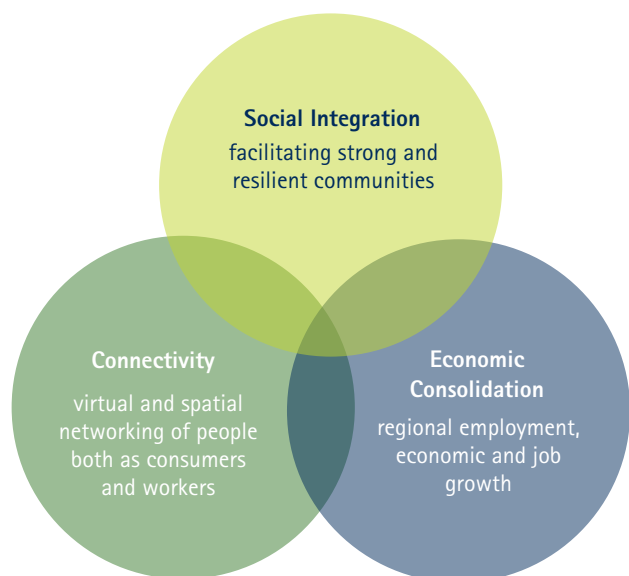 Social Integration
facilitating strong and
resilient communities
Connectivity
virtual and spatial
networking of people
both as consumers
and workers
Economic
Consolidation
regional employment,
economic and job
growth